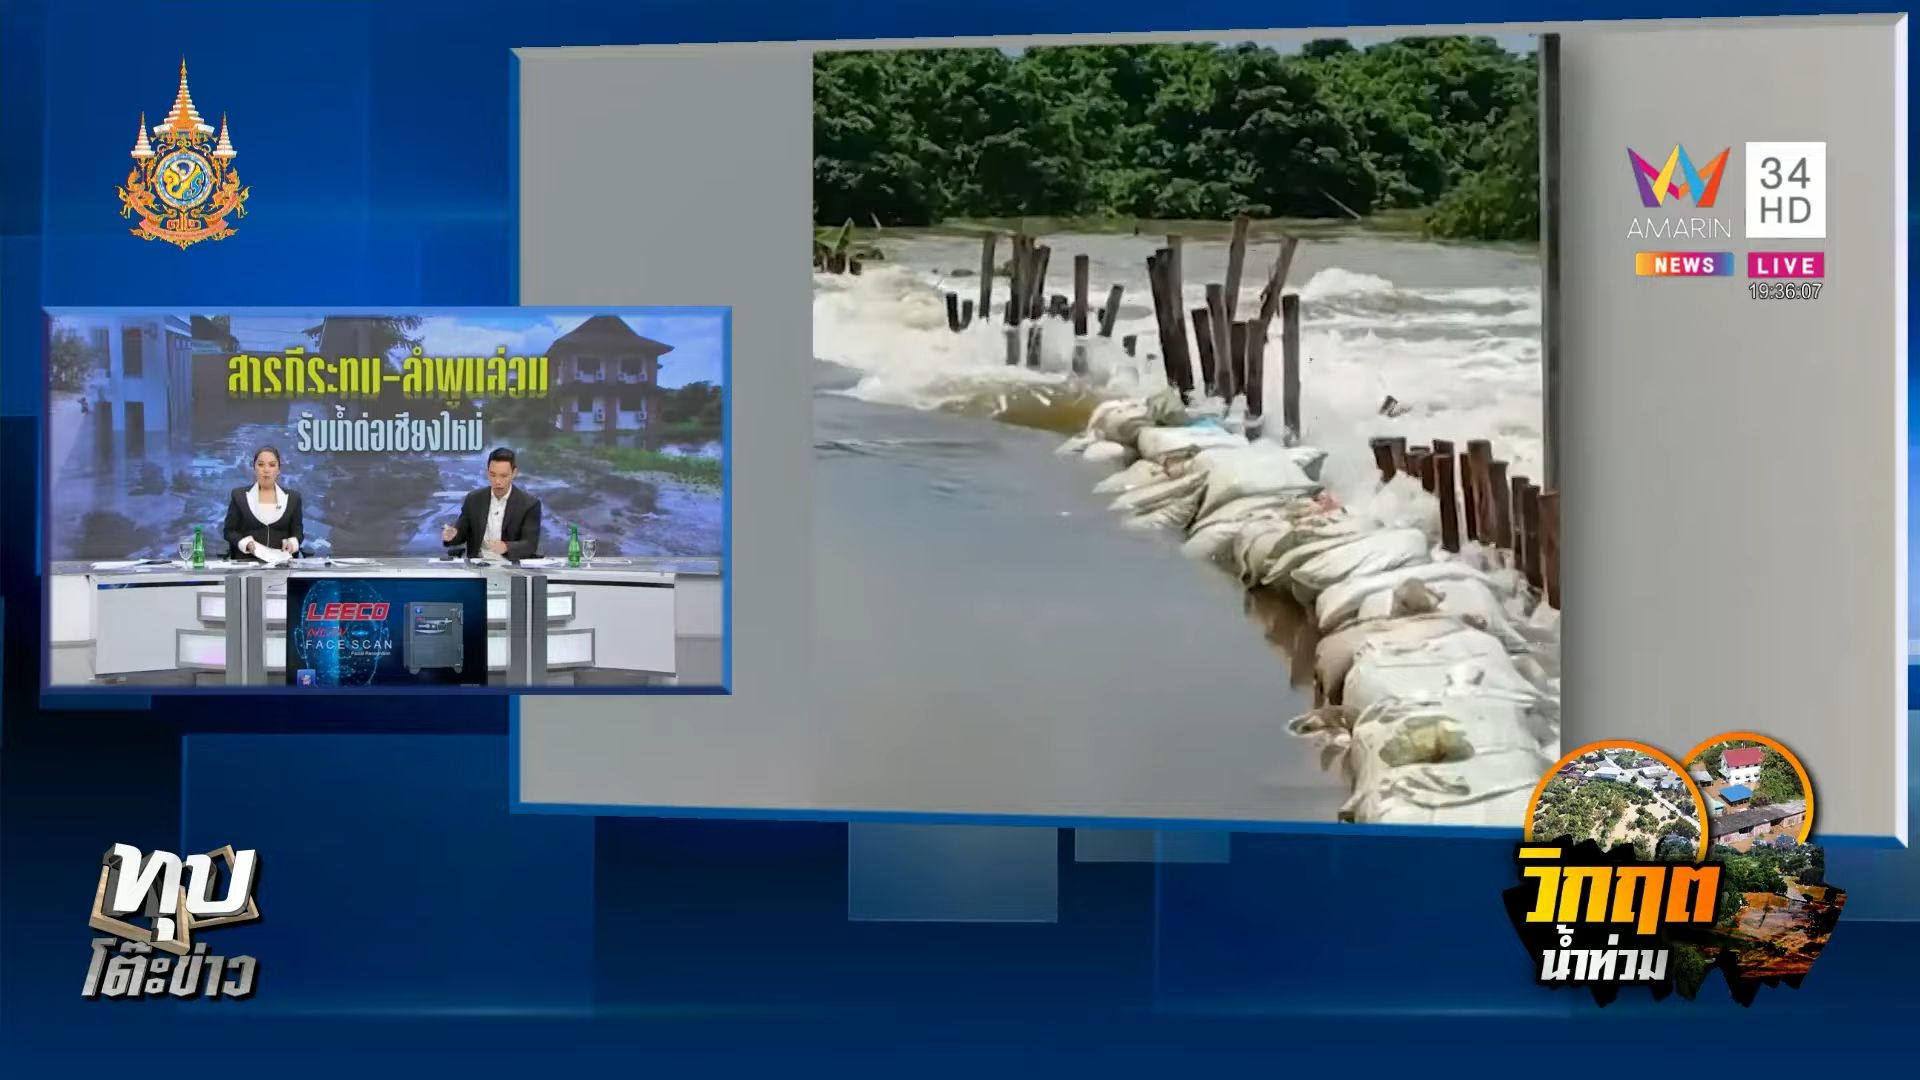 ๗๒
AMARIN
34
HD
NEWS
LIVE
19:36:07
สารภีระทม-ลำพูนอ่วม
รับน้ำต่อเชียงใหม่
LEECO
FACE SCAN
ทุบ
โต๊ะข่าว
วิกฤต
น้ำท่วม